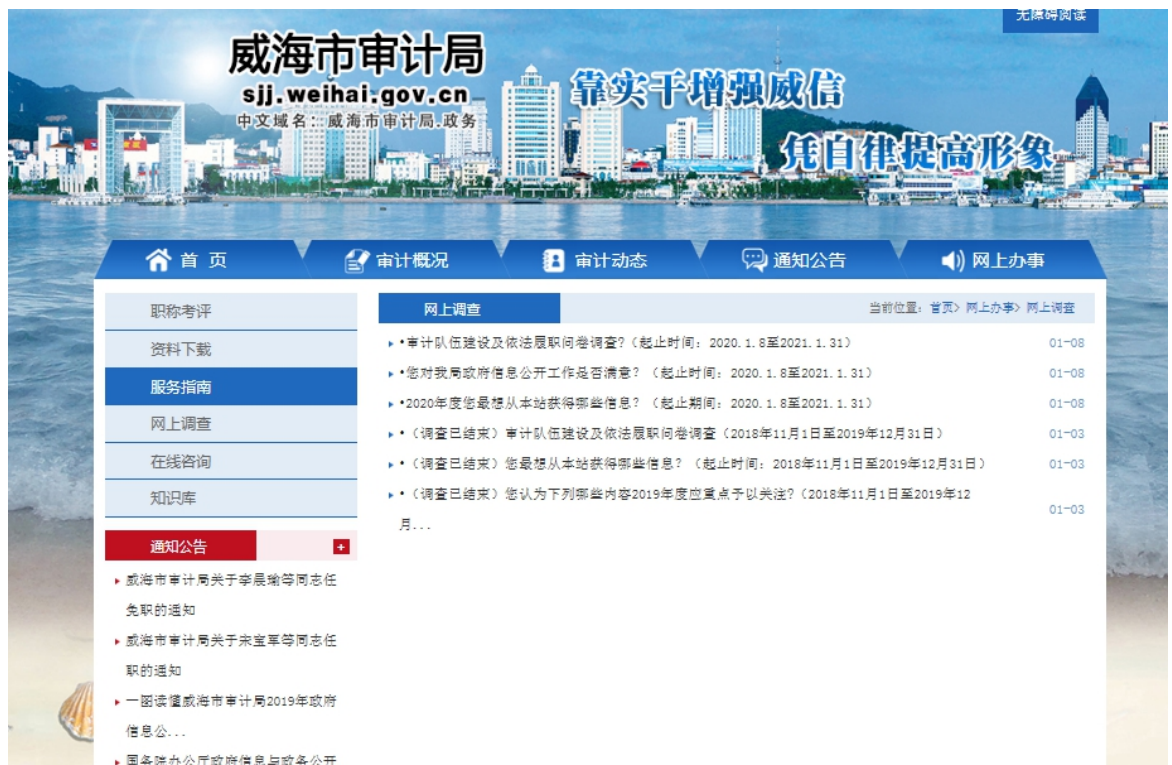 无障碍阅读
威海市审计局
sjj.weihai.gov.cn
中文域名：威海市审计局.政务
靠实干增强威信
凭自律提高形象
首 页
审计概况
审计动态
通知公告
网上办事
职称考评
资料下载
服务指南
网上调查
在线咨询
知识库
网上调查
当前位置：首页> 网上办事> 网上调查
•审计队伍建设及依法履职问卷调查?（起止时间：2020.1.8至2021.1.31） 01-08
•您对我局政府信息公开工作是否满意？（起止时间：2020.1.8至2021.1.31） 01-08
•2020年度您最想从本站获得哪些信息？（起止期间：2020.1.8至2021.1.31） 01-08
•（调查已结束）审计队伍建设及依法履职问卷调查（2018年11月1日至2019年12月31日） 01-03
•（调查已结束）您最想从本站获得哪些信息？（起止时间：2018年11月1日至2019年12月31日） 01-03
•（调查已结束）您认为下列哪些内容2019年度应重点予以关注?（2018年11月1日至2019年12
月... 01-03
通知公告
+
威海市审计局关于李晨瑜等同志任
免职的通知
威海市审计局关于宋宝军等同志任
职的通知
一图读懂威海市审计局2019年政府
信息公...
国务院办公厅政府信息与政务公开